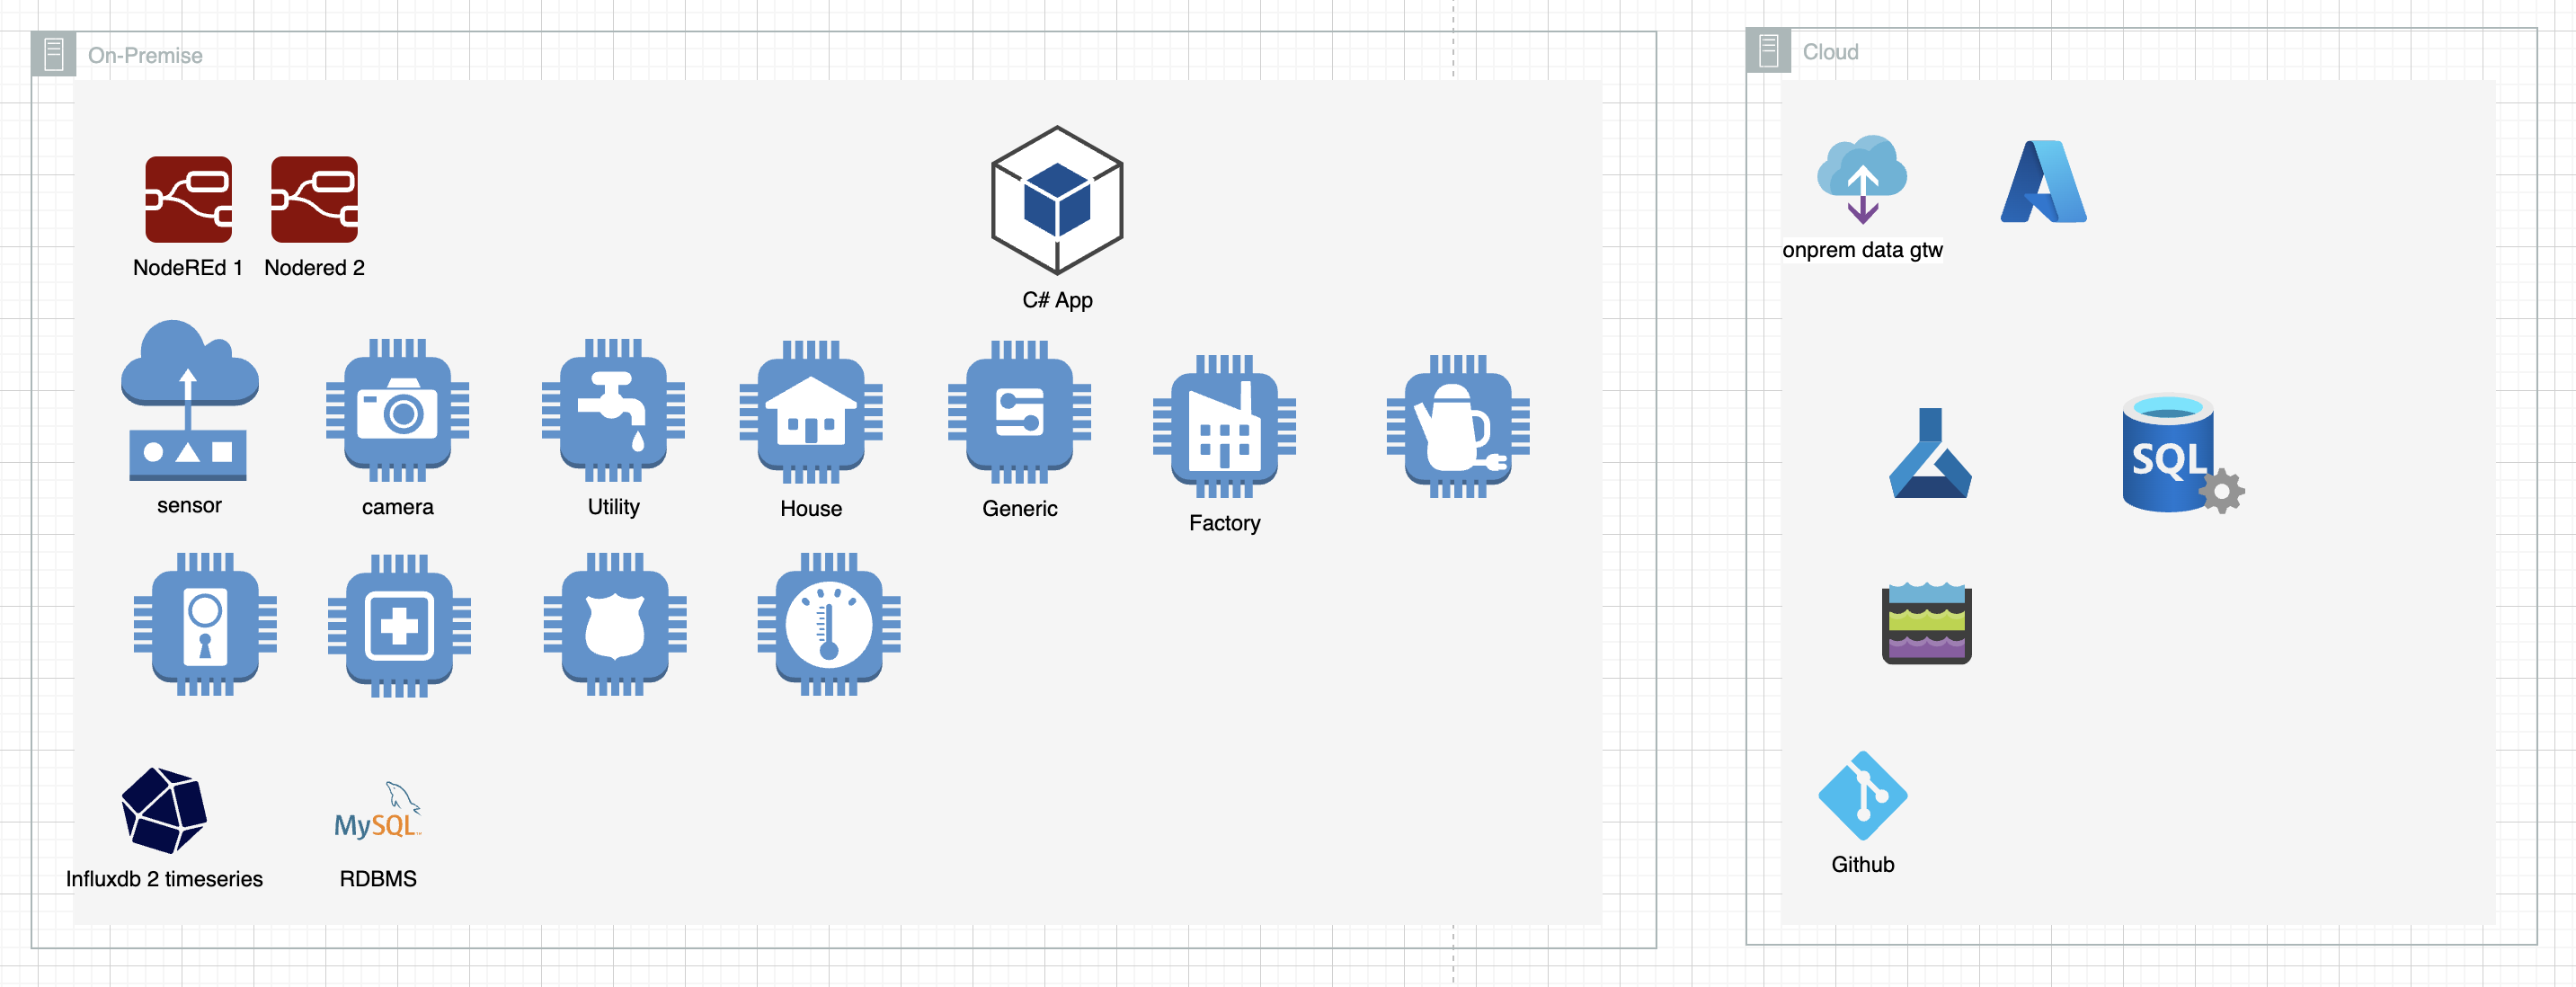 On-Premise
Cloud
NodeREd 1
Nodered 2
C# App
onprem data gtw
sensor
camera
Utility
House
Generic
Factory
SQL
MySQL
Influxdb 2 timeseries
RDBMS
Github